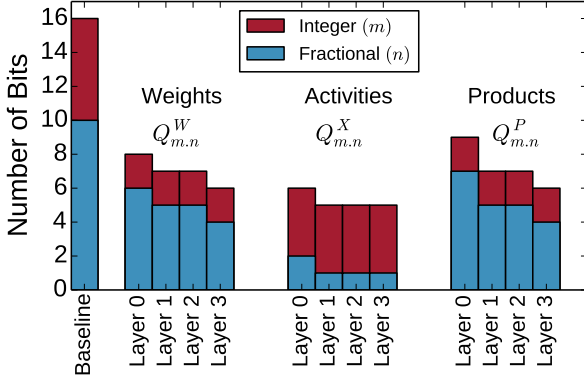 Number of Bits
16
14
12
10
8
6
4
2
0
Integer (m)
Fractional (n)
Weights
Q^W_{m.n}
Activities
Q^X_{m.n}
Products
Q^P_{m.n}
Baseline
Layer 0
Layer 1
Layer 2
Layer 3
Layer 0
Layer 1
Layer 2
Layer 3
Layer 0
Layer 1
Layer 2
Layer 3